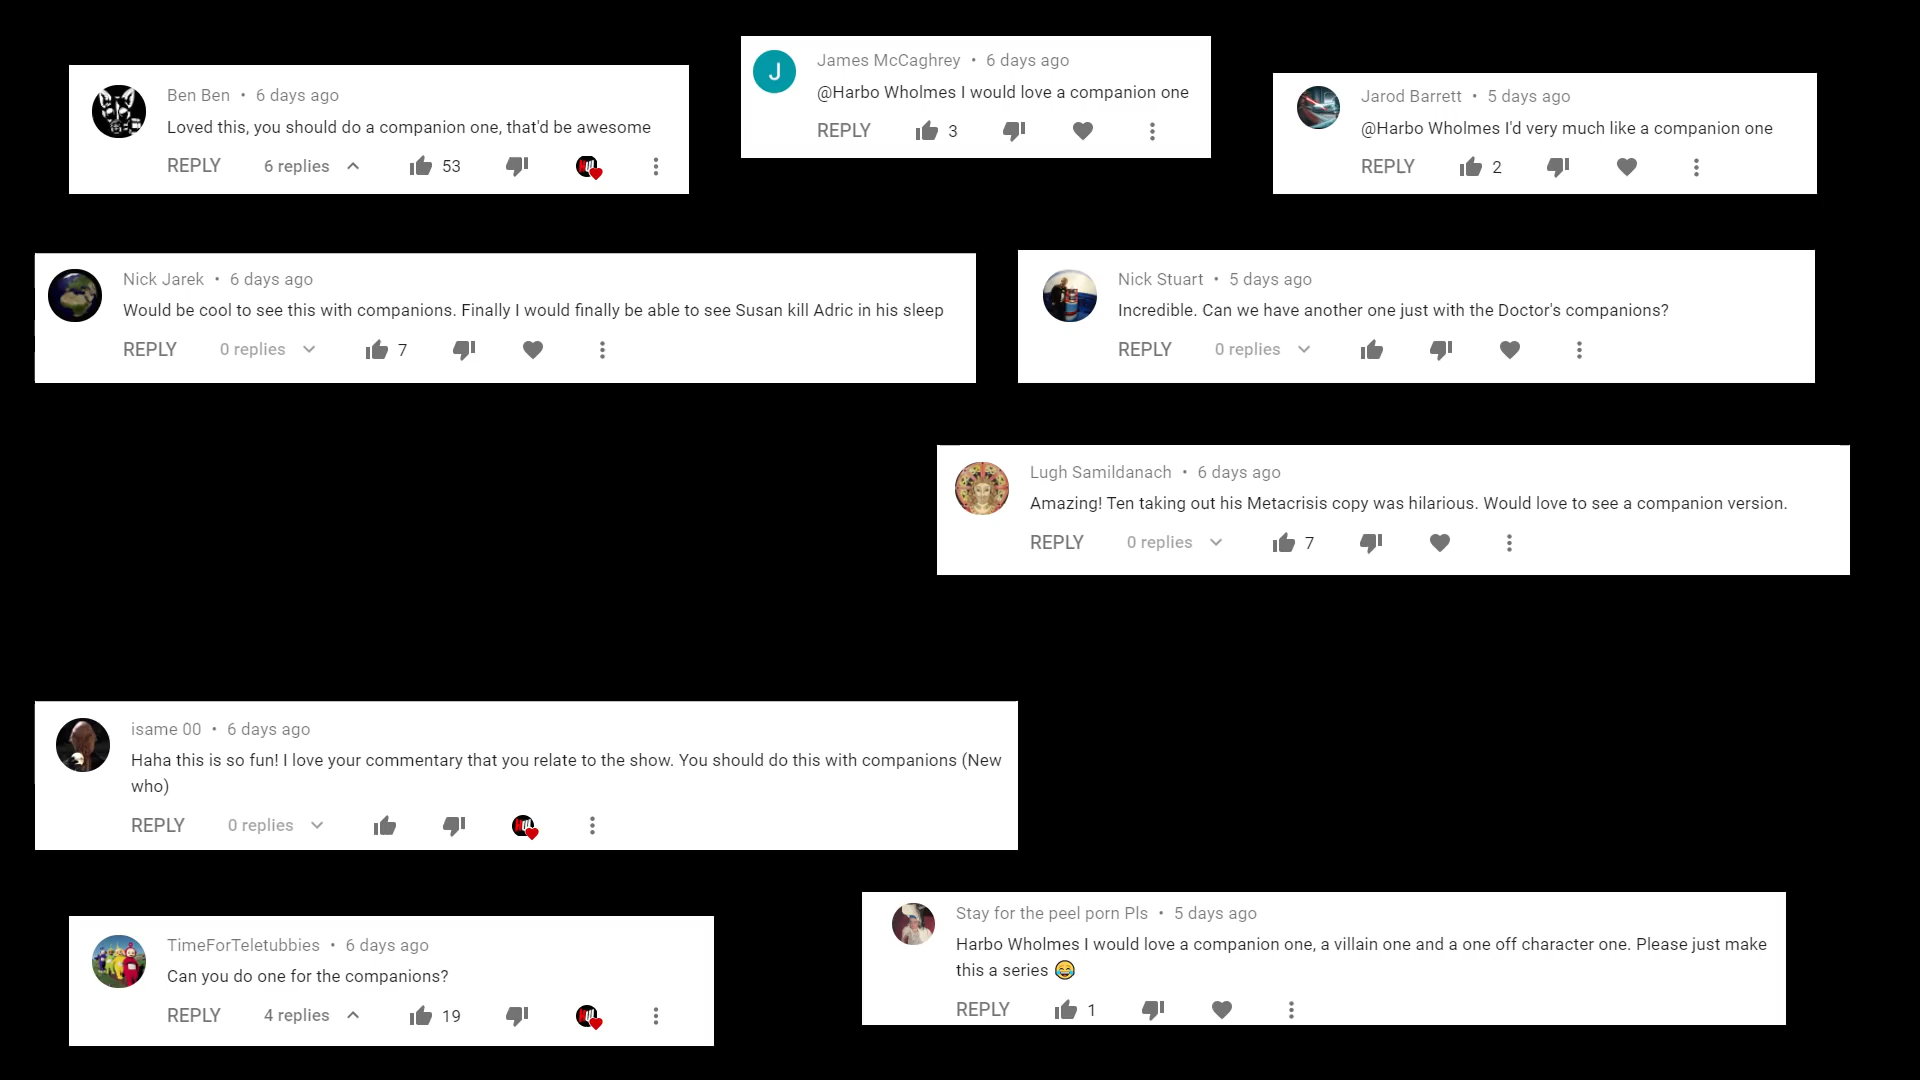 Ben Ben • 6 days ago
Loved this, you should do a companion one, that'd be awesome
REPLY 6 replies 53
J
James McCaghrey • 6 days ago
@Harbo Wholmes I would love a companion one
REPLY 3
Jarod Barrett • 5 days ago
@Harbo Wholmes I'd very much like a companion one
REPLY 2
Nick Jarek • 6 days ago
Would be cool to see this with companions. Finally I would finally be able to see Susan kill Adric in his sleep
REPLY 0 replies 7
Nick Stuart • 5 days ago
Incredible. Can we have another one just with the Doctor's companions?
REPLY 0 replies
Lugh Samildanach • 6 days ago
Amazing! Ten taking out his Metacrisis copy was hilarious. Would love to see a companion version.
REPLY 0 replies 7
isame 00 • 6 days ago
Haha this is so fun! I love your commentary that you relate to the show. You should do this with companions (New
who)
REPLY 0 replies
TimeForTeletubbies • 6 days ago
Can you do one for the companions?
REPLY 4 replies 19
Stay for the peel porn Pls • 5 days ago
Harbo Wholmes I would love a companion one, a villain one and a one off character one. Please just make
this a series 😂
REPLY 1